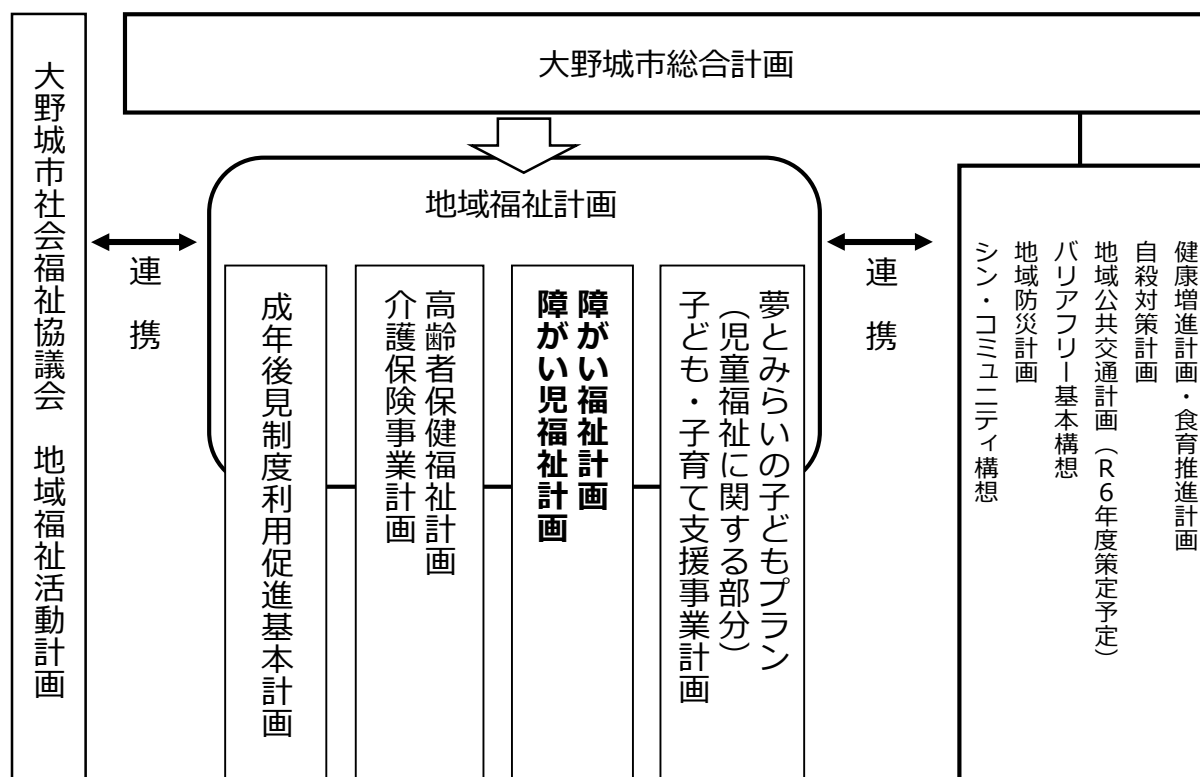 大野城市総合計画
大野城市社会福祉協議会　地域福祉活動計画
連携
地域福祉計画
連携
夢とみらいの子どもプラン
（児童福祉に関する部分）
子ども・子育て支援事業計画
障がい福祉計画
障がい児福祉計画
高齢者保健福祉計画
介護保険事業計画
成年後見制度利用促進基本計画
健康増進計画・食育推進計画
自殺対策計画
地域公共交通計画（Ｒ６年度策定予定）
バリアフリー基本構想
地域防災計画
シン・コミュニティ構想